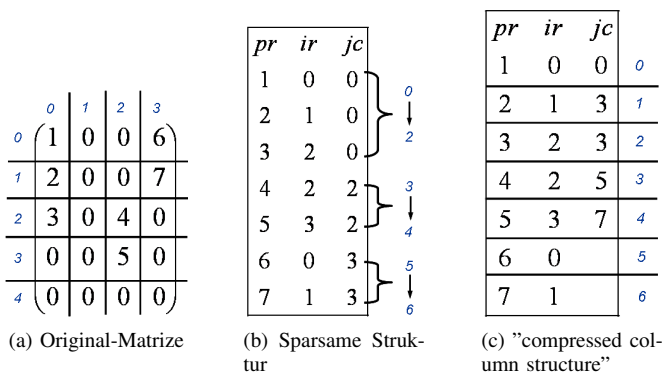 0 1 2 3
0 1 0 0 6
1 2 0 0 7
2 3 0 4 0
3 0 0 5 0
4 0 0 0 0
(a) Original-Matrize
pr ir jc
1 0 0
2 1 0
3 2 0
4 2 2
5 3 2
6 0 3
7 1 3
0
2
3
4
5
6
(b) Sparsame Struk-
tur
pr ir jc
1 0 0 0
2 1 3 1
3 2 3 2
4 2 5 3
5 3 7 4
6 0 5
7 1 6
(c) ”compressed col-
umn structure”